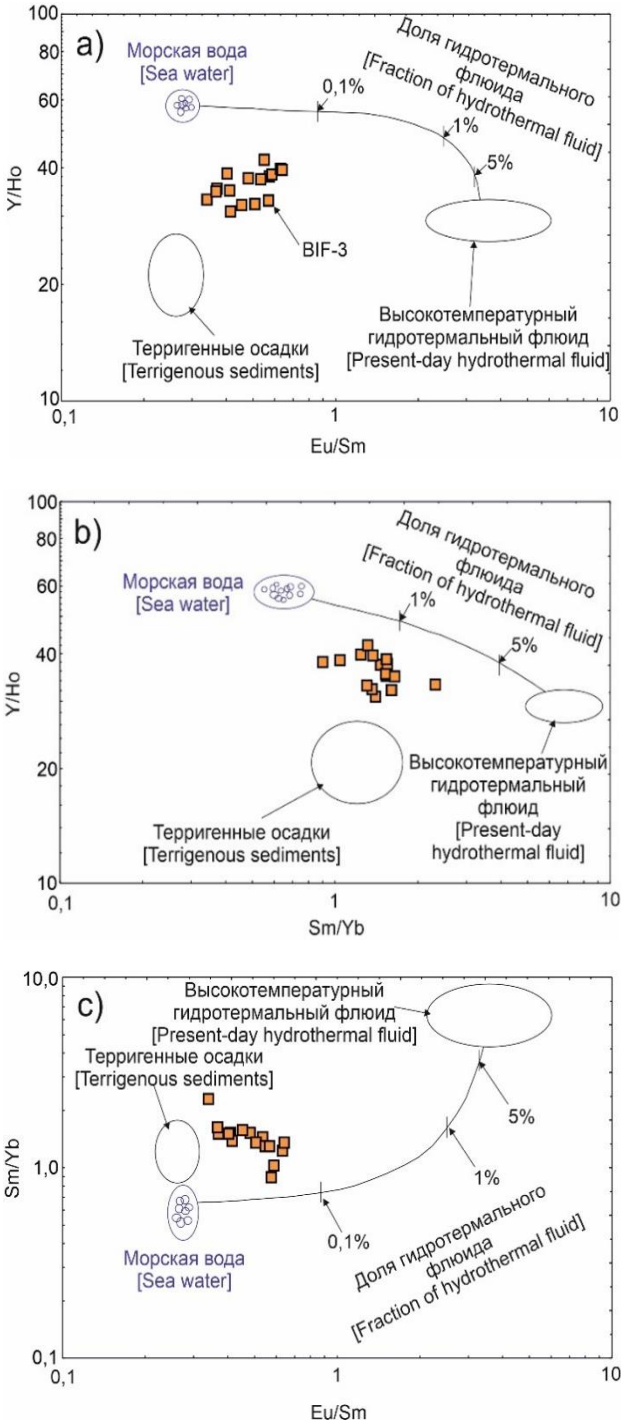 a)
100
80
60
40
20
10
Y/Ho
Морская вода
[Sea water]
0,1%
1%
5%
Доля гидротермального
флюида
[Fraction of hydrothermal fluid]
BIF-3
Терригенные осадки
[Terrigenous sediments]
Высокотемпературный
гидротермальный флюид
[Present-day hydrothermal fluid]
0,1
1
10
Eu/Sm
b)
100
80
60
40
20
10
Y/Ho
Морская вода
[Sea water]
1%
5%
Доля гидротермального
флюида
[Fraction of hydrothermal fluid]
Терригенные осадки
[Terrigenous sediments]
Высокотемпературный
гидротермальный
флюид
[Present-day
hydrothermal fluid]
0,1
1
10
Sm/Yb
c)
10,0
1,0
0,1
Sm/Yb
Высокотемпературный
гидротермальный флюид
[Present-day hydrothermal fluid]
Терригенные осадки
[Terrigenous sediments]
5%
1%
0,1%
Морская вода
[Sea water]
Доля гидротермального
флюида
[Fraction of hydrothermal fluid]
0,1
1
10
Eu/Sm